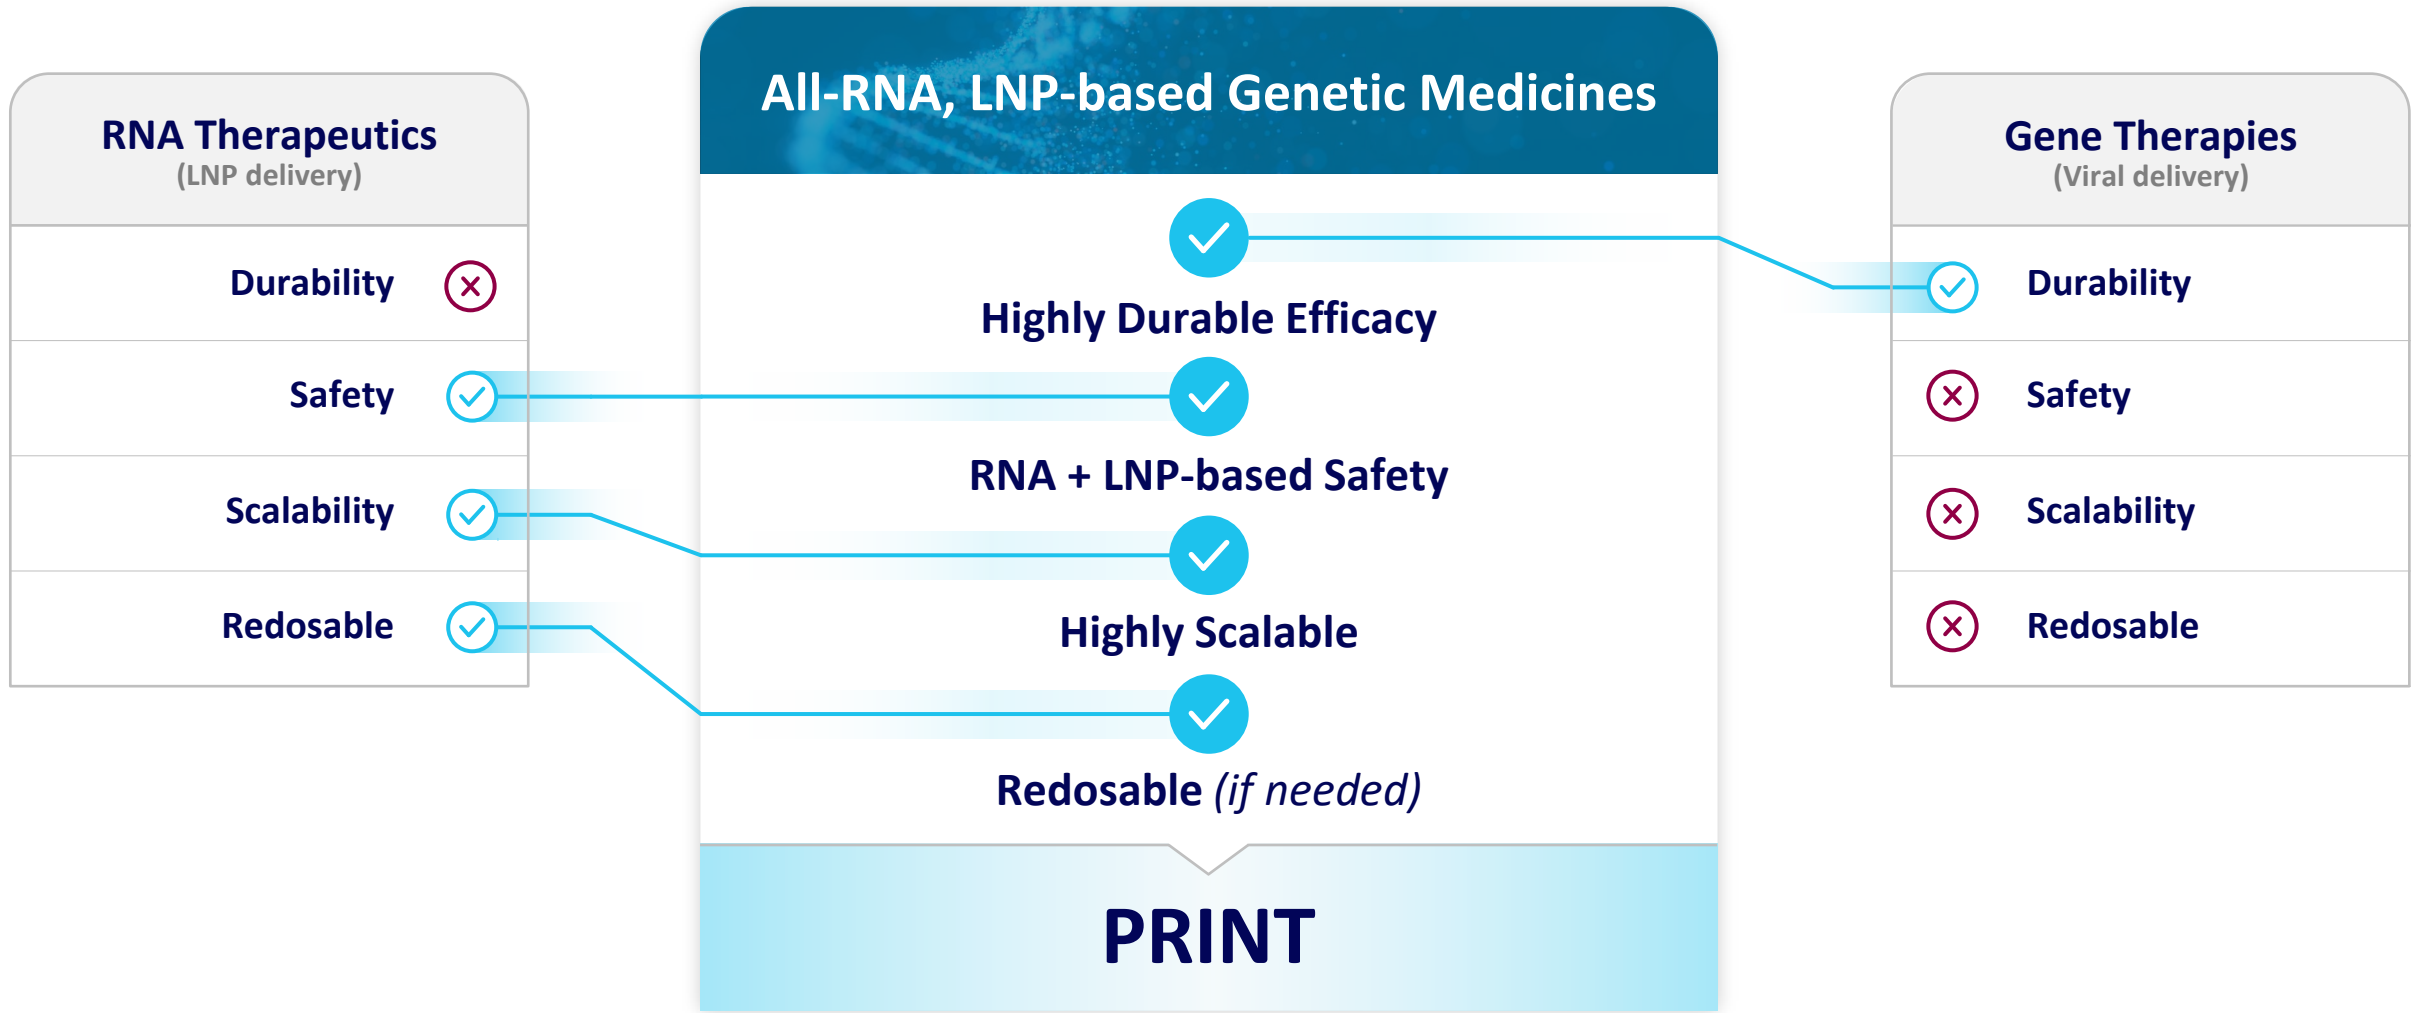 RNA Therapeutics
(LNP delivery)
Durability
Safety
Scalability
Redosable
All-RNA, LNP-based Genetic Medicines
Highly Durable Efficacy
RNA + LNP-based Safety
Highly Scalable
Redosable (if needed)
PRINT
Gene Therapies
(Viral delivery)
Durability
Safety
Scalability
Redosable